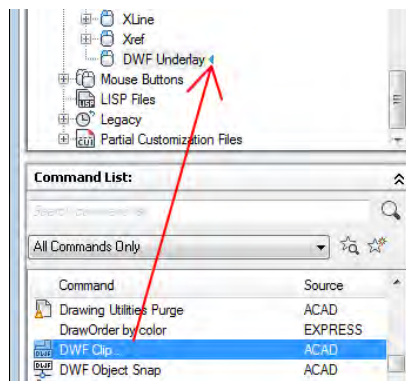 XLine
Xref
DWF Underlay
Mouse Buttons
LISP Files
Legacy
Partial Customization Files
Command List:
All Commands Only
Command Source
Drawing Utilities Purge ACAD
DrawOrder by color EXPRESS
DWF Clip... ACAD
DWF Object Snap ACAD